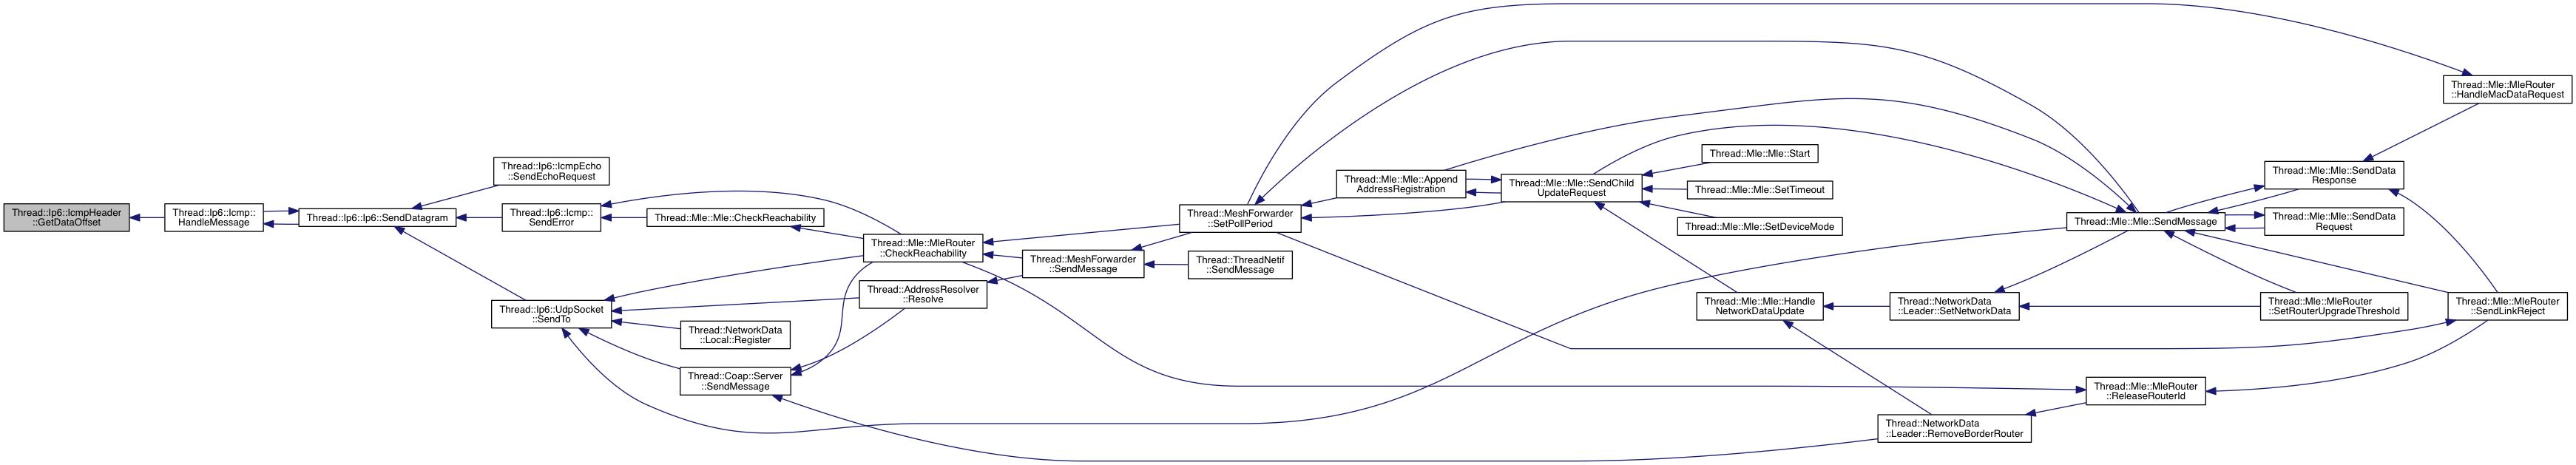 Thread::Ip6::IcmpHeader
::GetDataOffset
Thread::Ip6::Icmp::
HandleMessage
Thread::Ip6::Ip6::SendDatagram
Thread::Ip6::IcmpEcho
::SendEchoRequest
Thread::Ip6::Icmp::
SendError
Thread::Ip6::UdpSocket
::SendTo
Thread::Mle::Mle::CheckReachability
Thread::NetworkData
::Local::Register
Thread::Coap::Server
::SendMessage
Thread::Mle::MleRouter
::CheckReachability
Thread::AddressResolver
::Resolve
Thread::MeshForwarder
::SendMessage
Thread::MeshForwarder
::SetPollPeriod
Thread::ThreadNetif
::SendMessage
Thread::Mle::Mle::Append
AddressRegistration
Thread::Mle::Mle::SendChild
UpdateRequest
Thread::Mle::Mle::Start
Thread::Mle::Mle::SetTimeout
Thread::Mle::Mle::SetDeviceMode
Thread::Mle::Mle::Handle
NetworkDataUpdate
Thread::NetworkData
::Leader::SetNetworkData
Thread::NetworkData
::Leader::RemoveBorderRouter
Thread::Mle::Mle::SendMessage
Thread::Mle::MleRouter
::ReleaseRouterId
Thread::Mle::Mle::SendData
Response
Thread::Mle::Mle::SendData
Request
Thread::Mle::MleRouter
::SetRouterUpgradeThreshold
Thread::Mle::MleRouter
::HandleMacDataRequest
Thread::Mle::MleRouter
::SendLinkReject